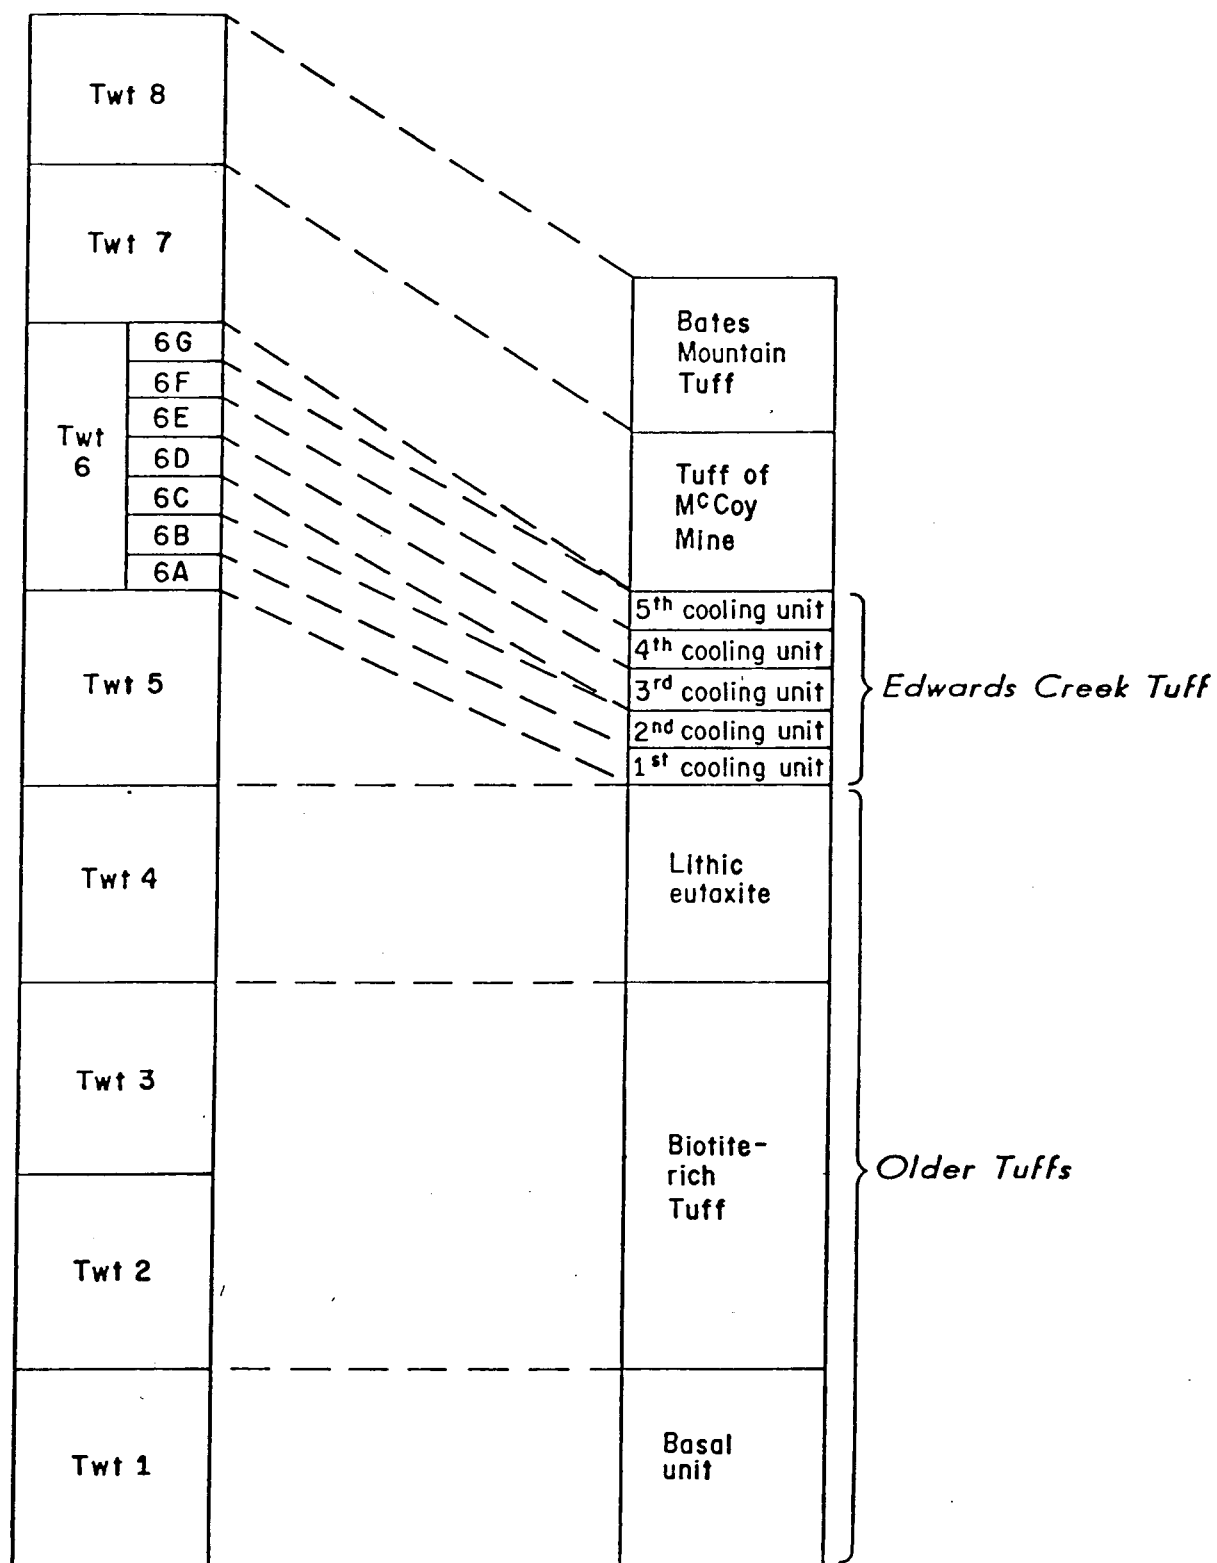 Twt 8
Twt 7
Twt
6
6G
6F
6E
6D
6C
6B
6A
Twt 5
Twt 4
Twt 3
Twt 2
Twt 1
Bates
Mountain
Tuff
Tuff of
McCoy
Mine
5th cooling unit
4th cooling unit
3rd cooling unit
2nd cooling unit
1st cooling unit
Edwards Creek Tuff
Lithic
eutaxite
Biotite-
rich
Tuff
Older Tuffs
Basal
unit